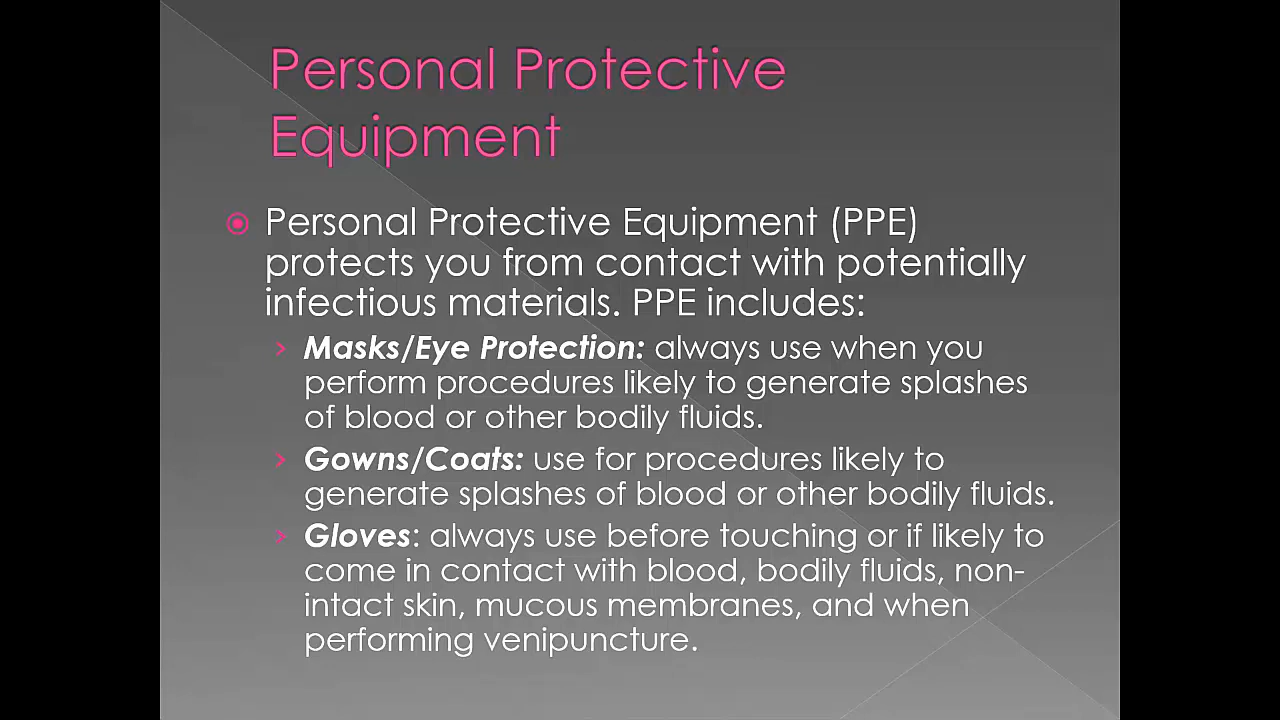 Personal Protective
Equipment
Personal Protective Equipment (PPE)
protects you from contact with potentially
infectious materials. PPE includes:
Masks/Eye Protection: always use when you
perform procedures likely to generate splashes
of blood or other bodily fluids.
Gowns/Coats: use for procedures likely to
generate splashes of blood or other bodily fluids.
Gloves: always use before touching or if likely to
come in contact with blood, bodily fluids, non-
intact skin, mucous membranes, and when
performing venipuncture.